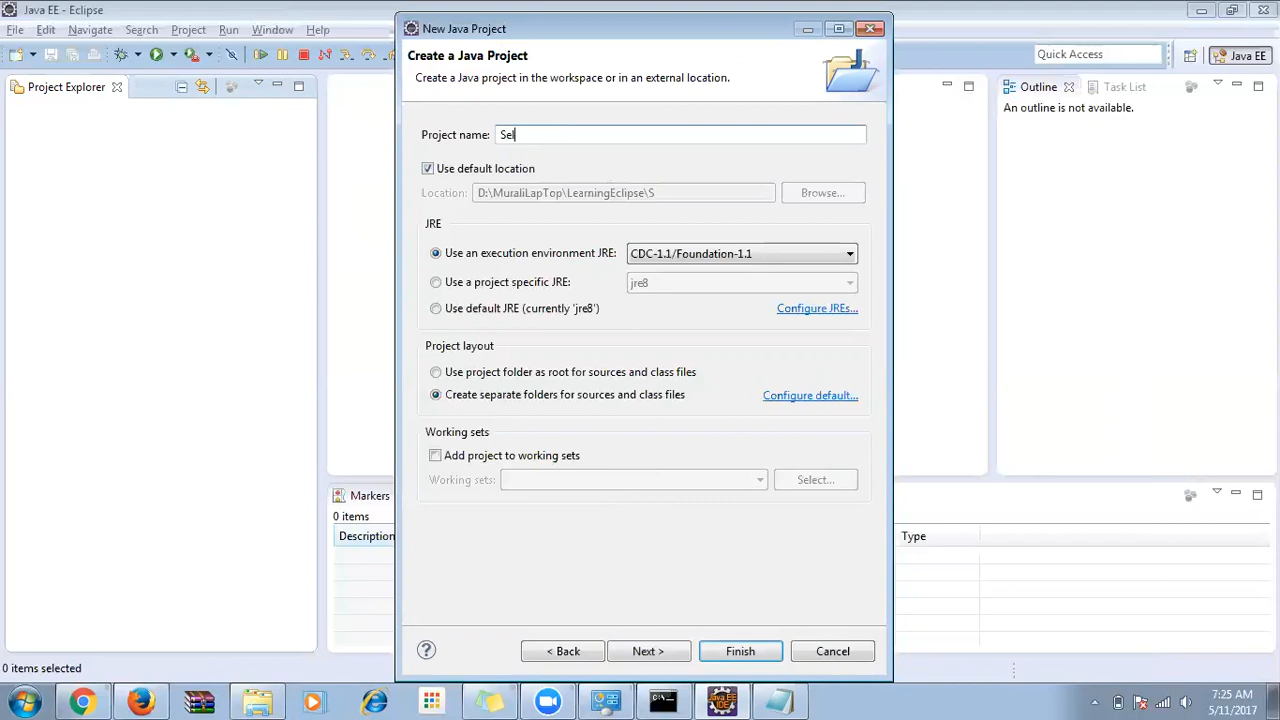 Java EE - Eclipse
New Java Project
File Edit Navigate Search Project Run Window Help
Create a Java Project
Create a Java project in the workspace or in an external location.
Quick Access
Java EE
Project Explorer
Outline
Task List
An outline is not available.
Project name: Sel
Use default location
Location: D:\MuraliLapTop\LearningEclipse\S
Browse...
JRE
Use an execution environment JRE: CDC-1.1/Foundation-1.1
Use a project specific JRE: jre8
Use default JRE (currently 'jre8')
Configure JREs...
Project layout
Use project folder as root for sources and class files
Create separate folders for sources and class files
Configure default...
Working sets
Add project to working sets
Working sets:
Select...
Markers
0 items
Description
Type
< Back
Next >
Finish
Cancel
0 items selected
Java EE
IDE
7:25 AM
5/11/2017